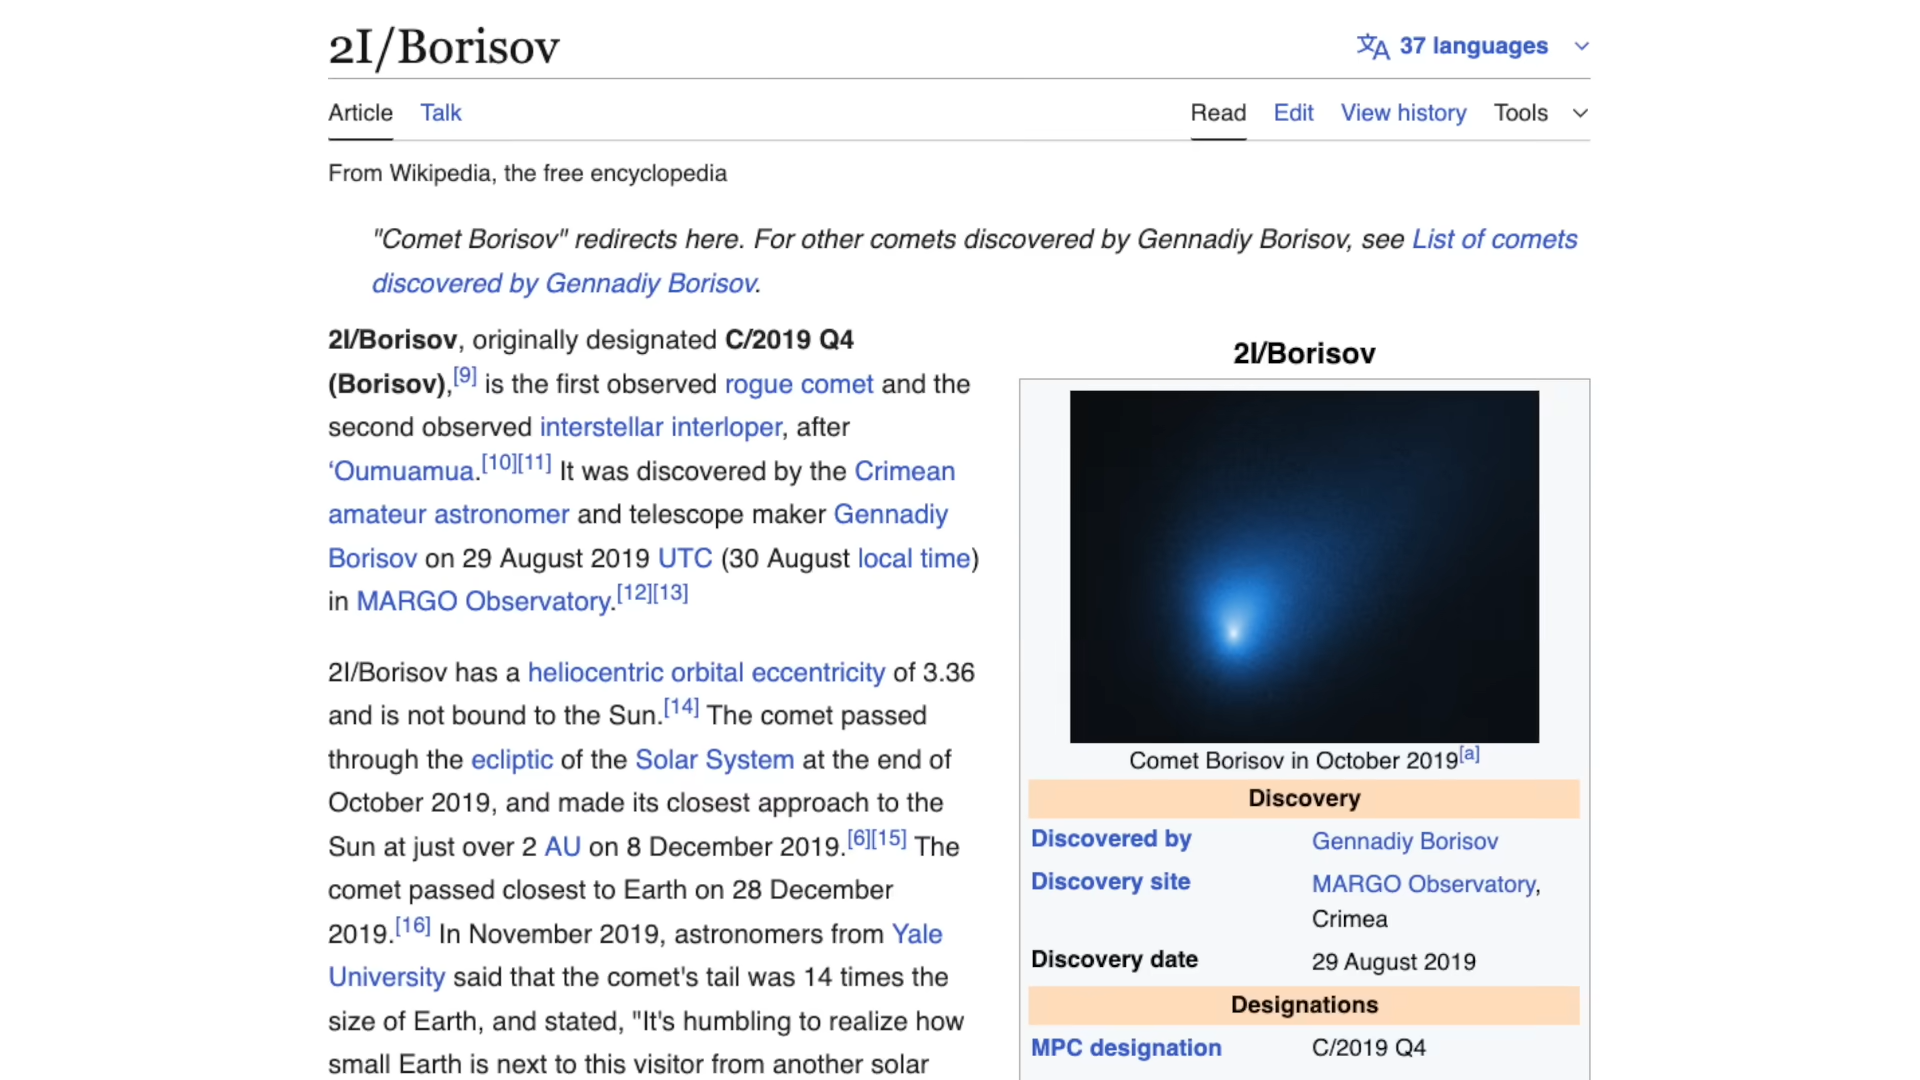 2I/Borisov
37 languages
Article Talk Read Edit View history Tools
From Wikipedia, the free encyclopedia
"Comet Borisov" redirects here. For other comets discovered by Gennadiy Borisov, see List of comets
discovered by Gennadiy Borisov.
2I/Borisov, originally designated C/2019 Q4
(Borisov),[9] is the first observed rogue comet and the
second observed interstellar interloper, after
ʻOumuamua.[10][11] It was discovered by the Crimean
amateur astronomer and telescope maker Gennadiy
Borisov on 29 August 2019 UTC (30 August local time)
in MARGO Observatory.[12][13]
2I/Borisov has a heliocentric orbital eccentricity of 3.36
and is not bound to the Sun.[14] The comet passed
through the ecliptic of the Solar System at the end of
October 2019, and made its closest approach to the
Sun at just over 2 AU on 8 December 2019.[6][15] The
comet passed closest to Earth on 28 December
2019.[16] In November 2019, astronomers from Yale
University said that the comet's tail was 14 times the
size of Earth, and stated, "It's humbling to realize how
small Earth is next to this visitor from another solar
2I/Borisov
Comet Borisov in October 2019[a]
Discovery
Discovered by Gennadiy Borisov
Discovery site MARGO Observatory,
Crimea
Discovery date 29 August 2019
Designations
MPC designation C/2019 Q4